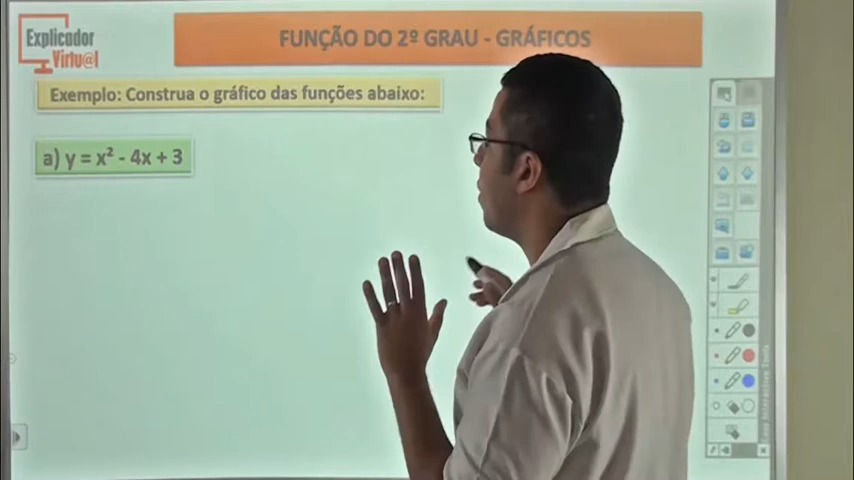 Explicador
Virtu@l
FUNÇÃO DO 2º GRAU - GRÁFICOS
Exemplo: Construa o gráfico das funções abaixo:
a) y = x² - 4x + 3